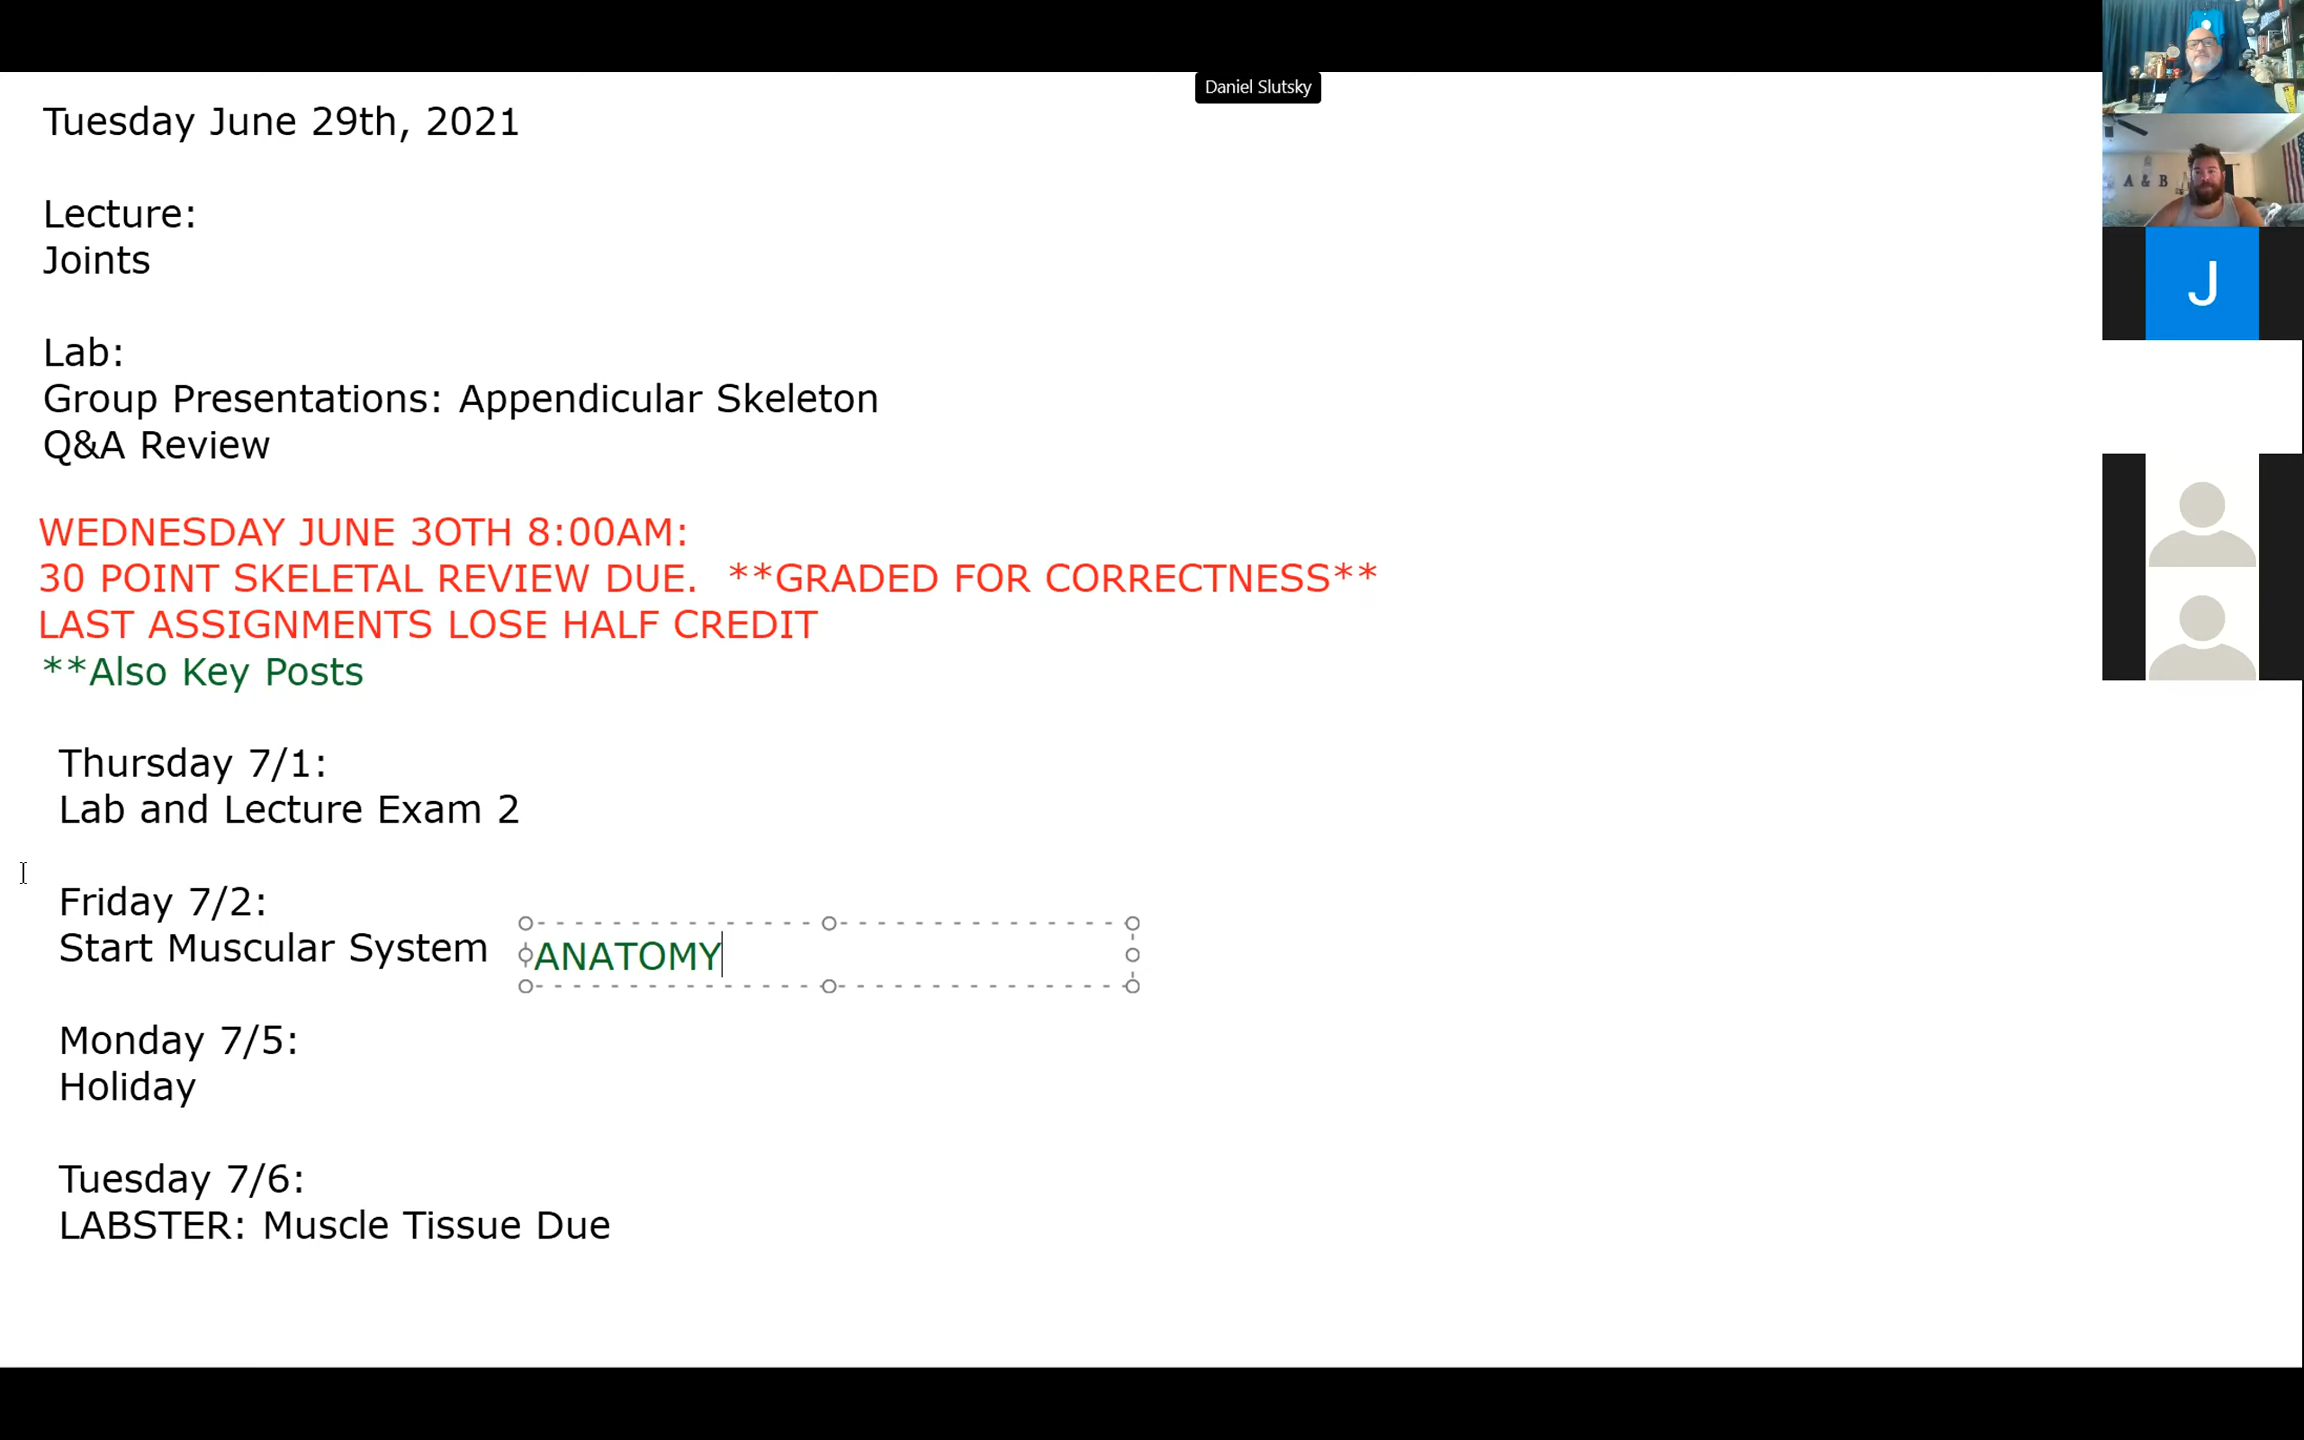 Daniel Slutsky
Tuesday June 29th, 2021
Lecture:
Joints
Lab:
Group Presentations: Appendicular Skeleton
Q&A Review
WEDNESDAY JUNE 3OTH 8:00AM:
30 POINT SKELETAL REVIEW DUE. **GRADED FOR CORRECTNESS**
LAST ASSIGNMENTS LOSE HALF CREDIT
**Also Key Posts
Thursday 7/1:
Lab and Lecture Exam 2
Friday 7/2:
Start Muscular System ANATOMY
Monday 7/5:
Holiday
Tuesday 7/6:
LABSTER: Muscle Tissue Due
A & B
J